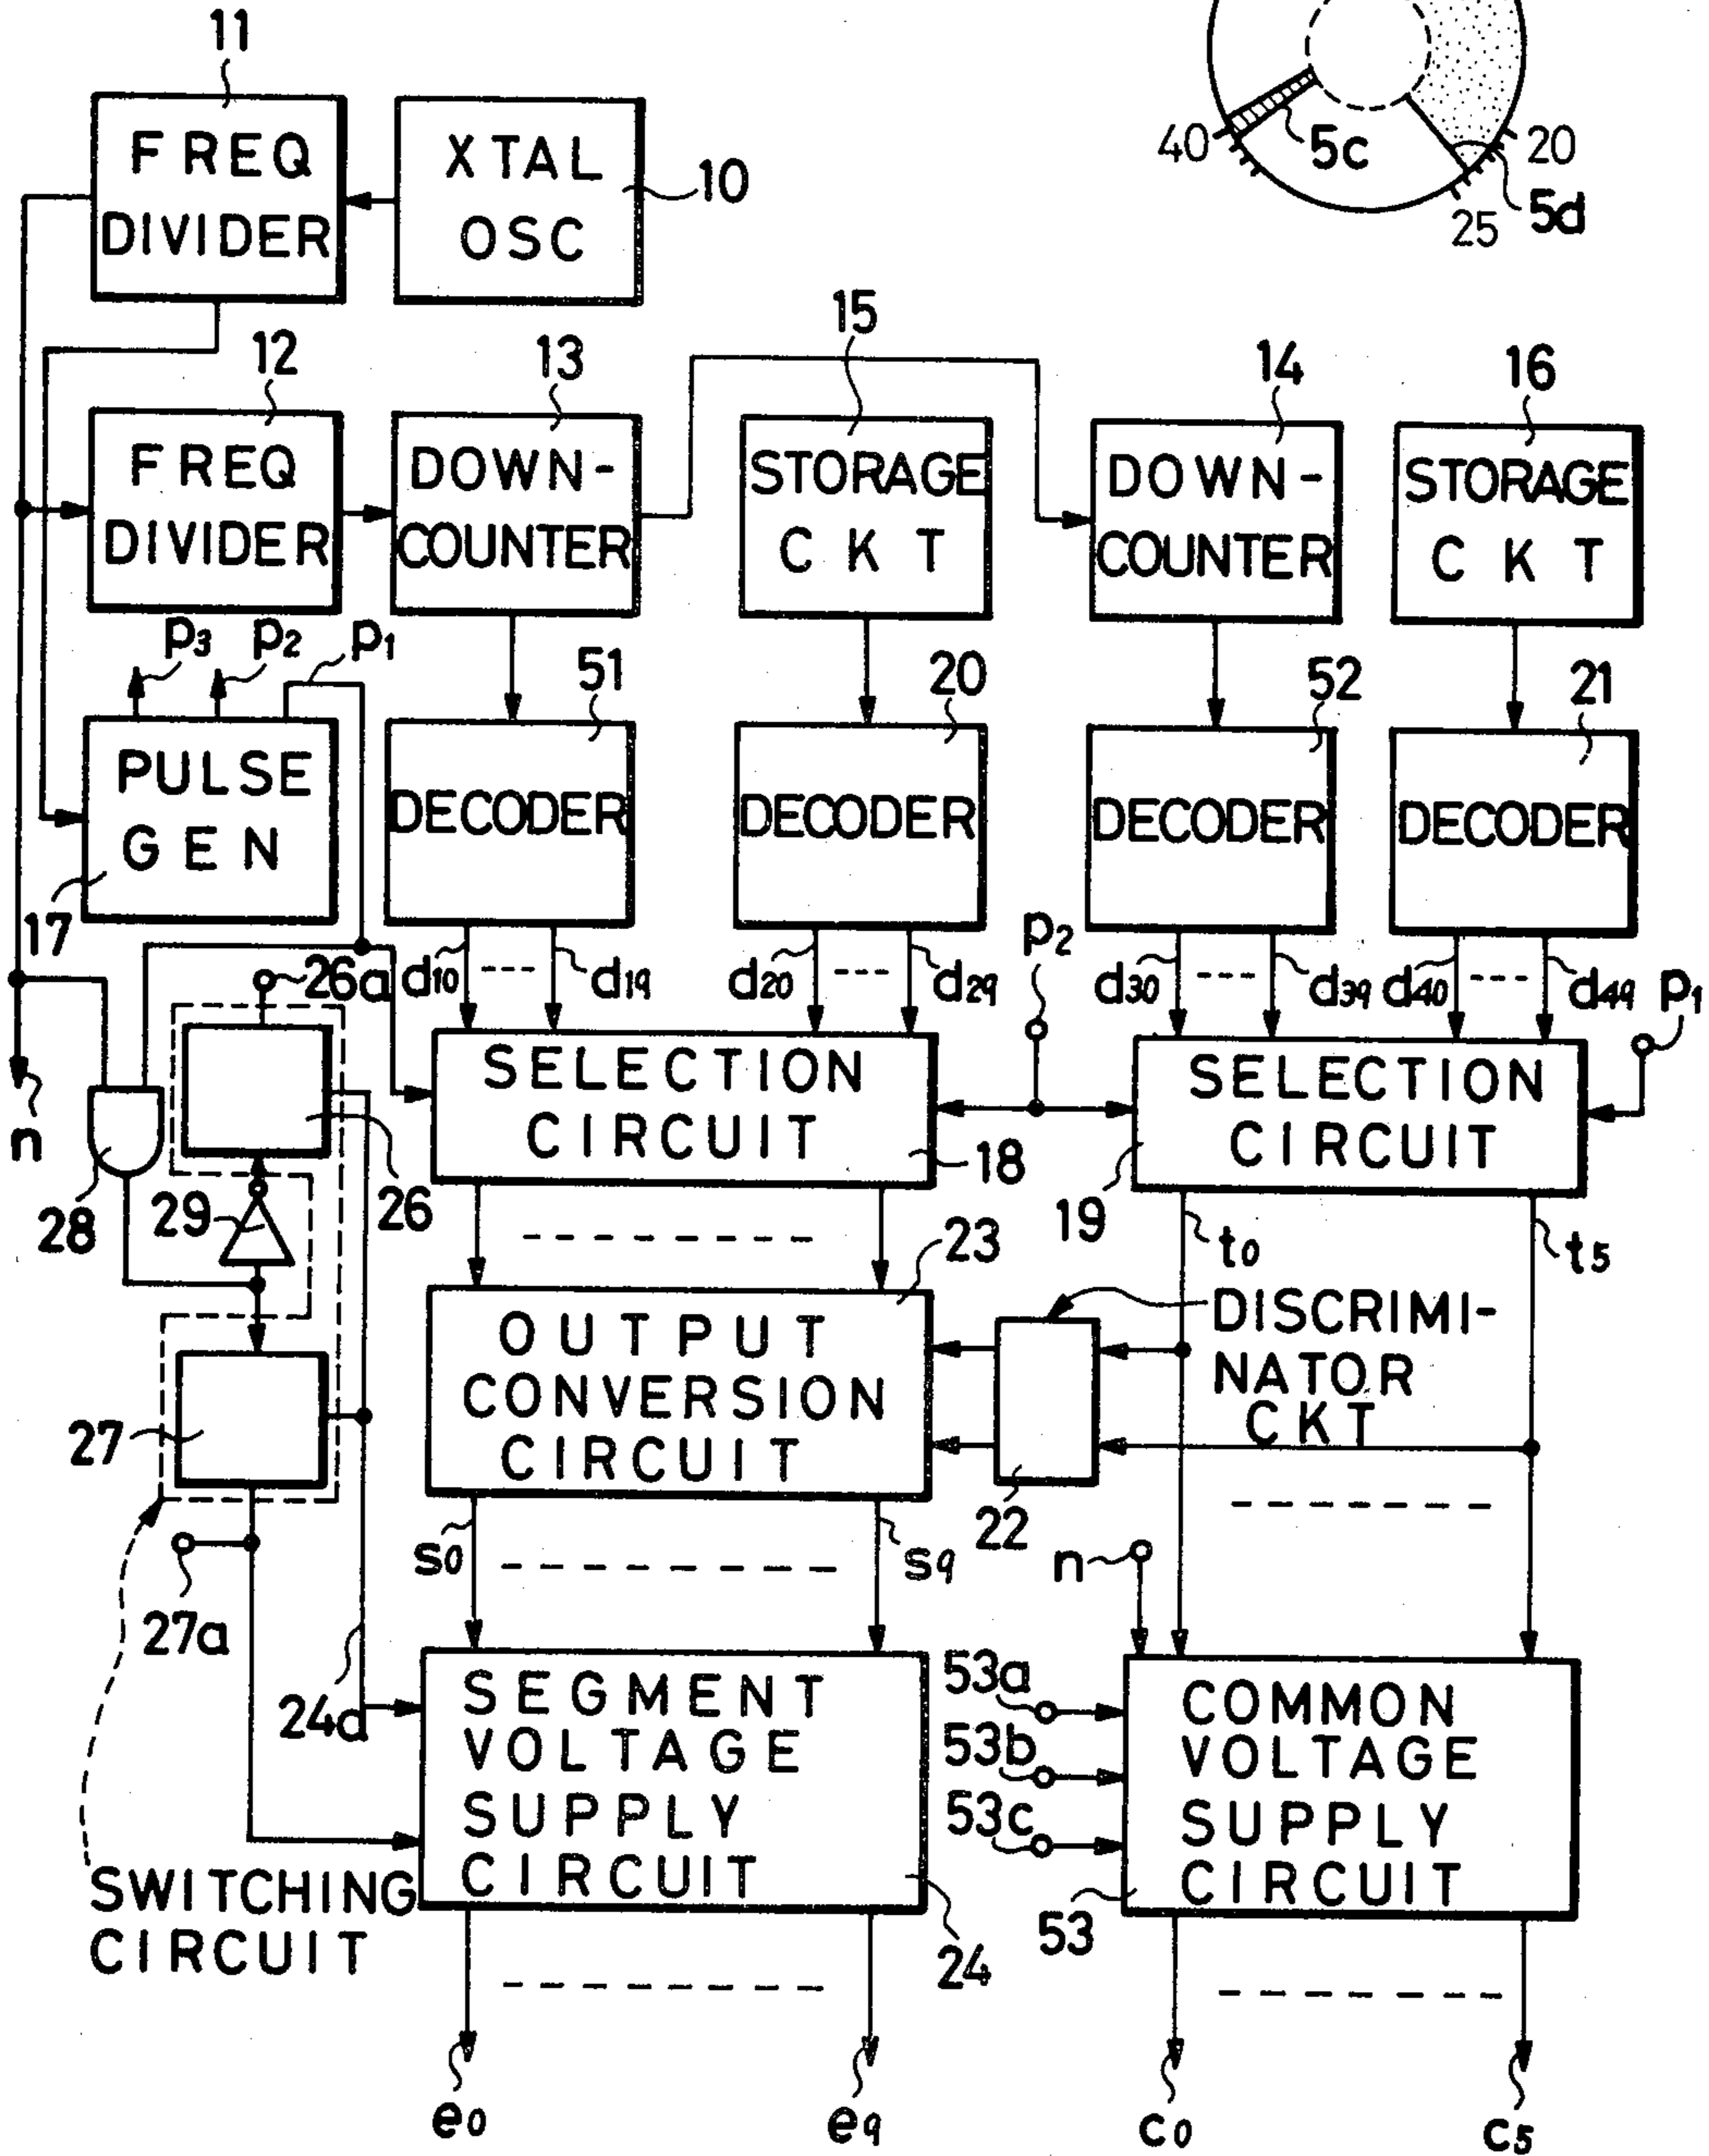 11
FREQ
DIVIDER
XTAL
OSC
10
40
5c
20
5d
25
12
FREQ
DIVIDER
13
DOWN-
COUNTER
15
STORAGE
CKT
14
DOWN-
COUNTER
16
STORAGE
CKT
p3
p2
p1
PULSE
GEN
17
51
DECODER
20
DECODER
52
DECODER
21
DECODER
26a
d10
d19
d20
d29
p2
d30
d39
d40
d49
p1
n
28
29
26
SELECTION
CIRCUIT
18
SELECTION
CIRCUIT
19
t0
t5
23
OUTPUT
CONVERSION
CIRCUIT
DISCRIMI-
NATOR
CKT
22
27
27a
24a
s0
s9
n
SEGMENT
VOLTAGE
SUPPLY
CIRCUIT
24
53a
53b
53c
COMMON
VOLTAGE
SUPPLY
CIRCUIT
53
SWITCHING
CIRCUIT
e0
e9
c0
c5